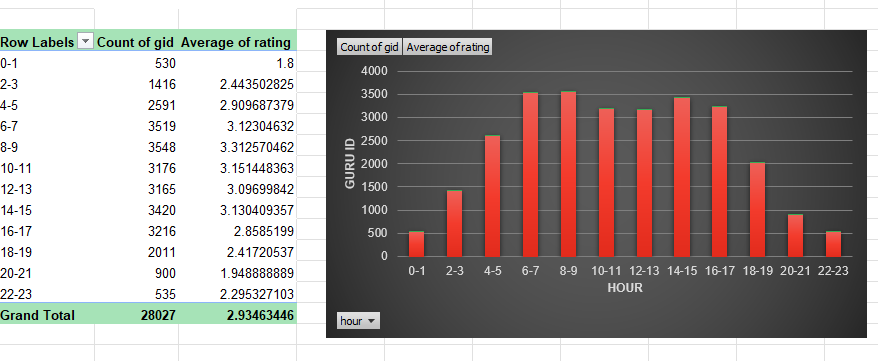 Row Labels Count of gid Average of rating
0-1 530 1.8
2-3 1416 2.443502825
4-5 2591 2.909687379
6-7 3519 3.12304632
8-9 3548 3.312570462
10-11 3176 3.151448363
12-13 3165 3.09699842
14-15 3420 3.130409357
16-17 3216 2.8585199
18-19 2011 2.41720537
20-21 900 1.948888889
22-23 535 2.295327103
Grand Total 28027 2.93463446
Count of gid Average of rating
4000
3500
3000
2500
2000
1500
1000
500
0
GURU ID
0-1 2-3 4-5 6-7 8-9 10-11 12-13 14-15 16-17 18-19 20-21 22-23
HOUR
hour